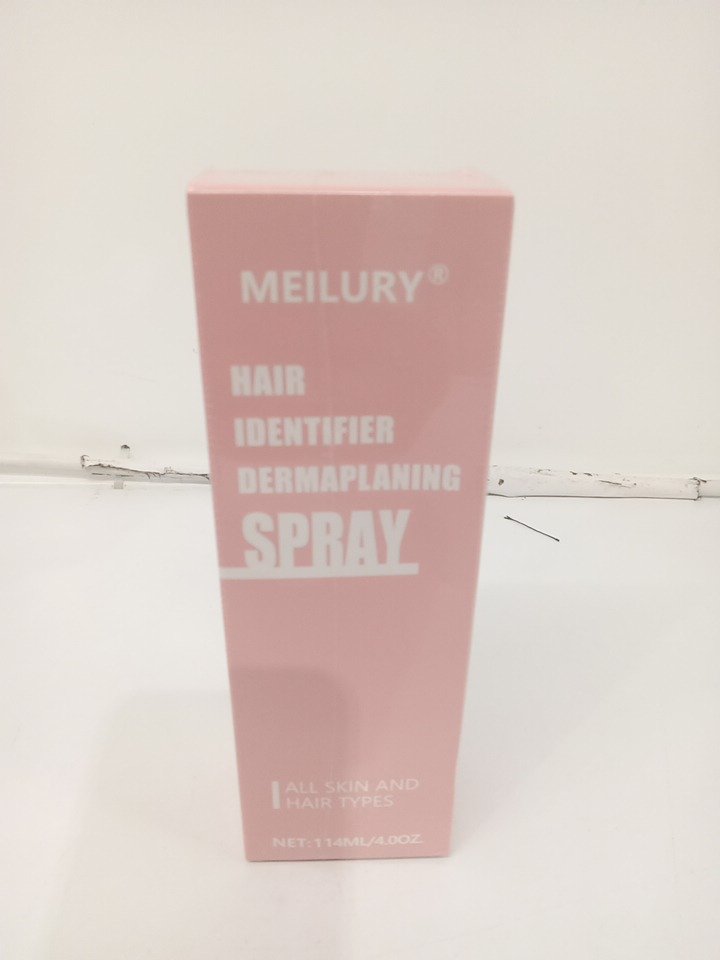 MEILURY®
HAIR
IDENTIFIER
DERMAPLANING
SPRAY
ALL SKIN AND
HAIR TYPES
NET: 114ML/4.0OZ.